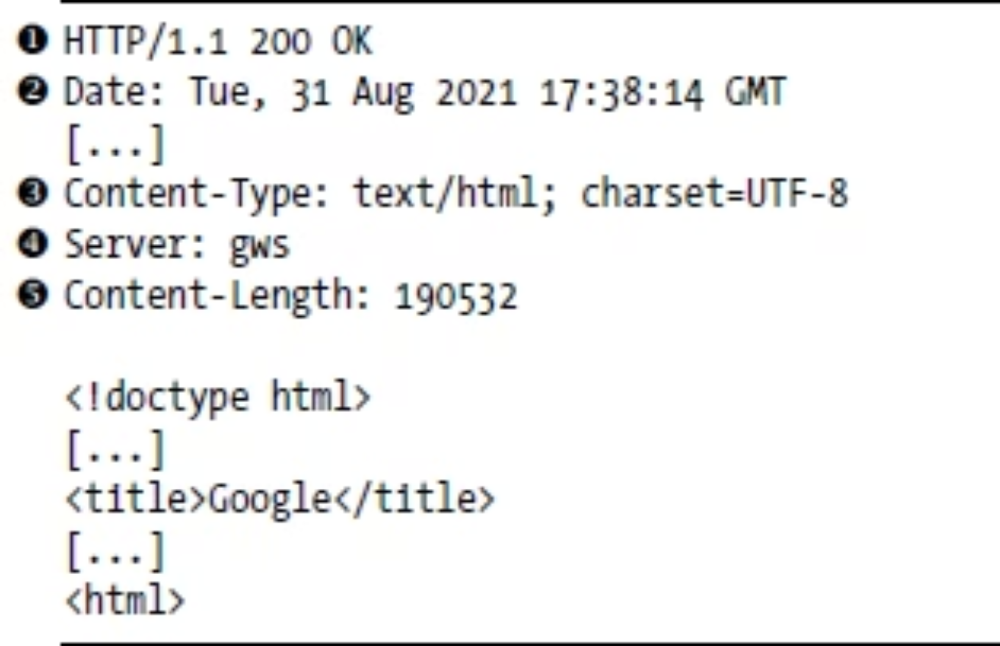 ❶ HTTP/1.1 200 OK
❷ Date: Tue, 31 Aug 2021 17:38:14 GMT
[...]
❸ Content-Type: text/html; charset=UTF-8
❹ Server: gws
❺ Content-Length: 190532
<!doctype html>
[...]
<title>Google</title>
[...]
<html>